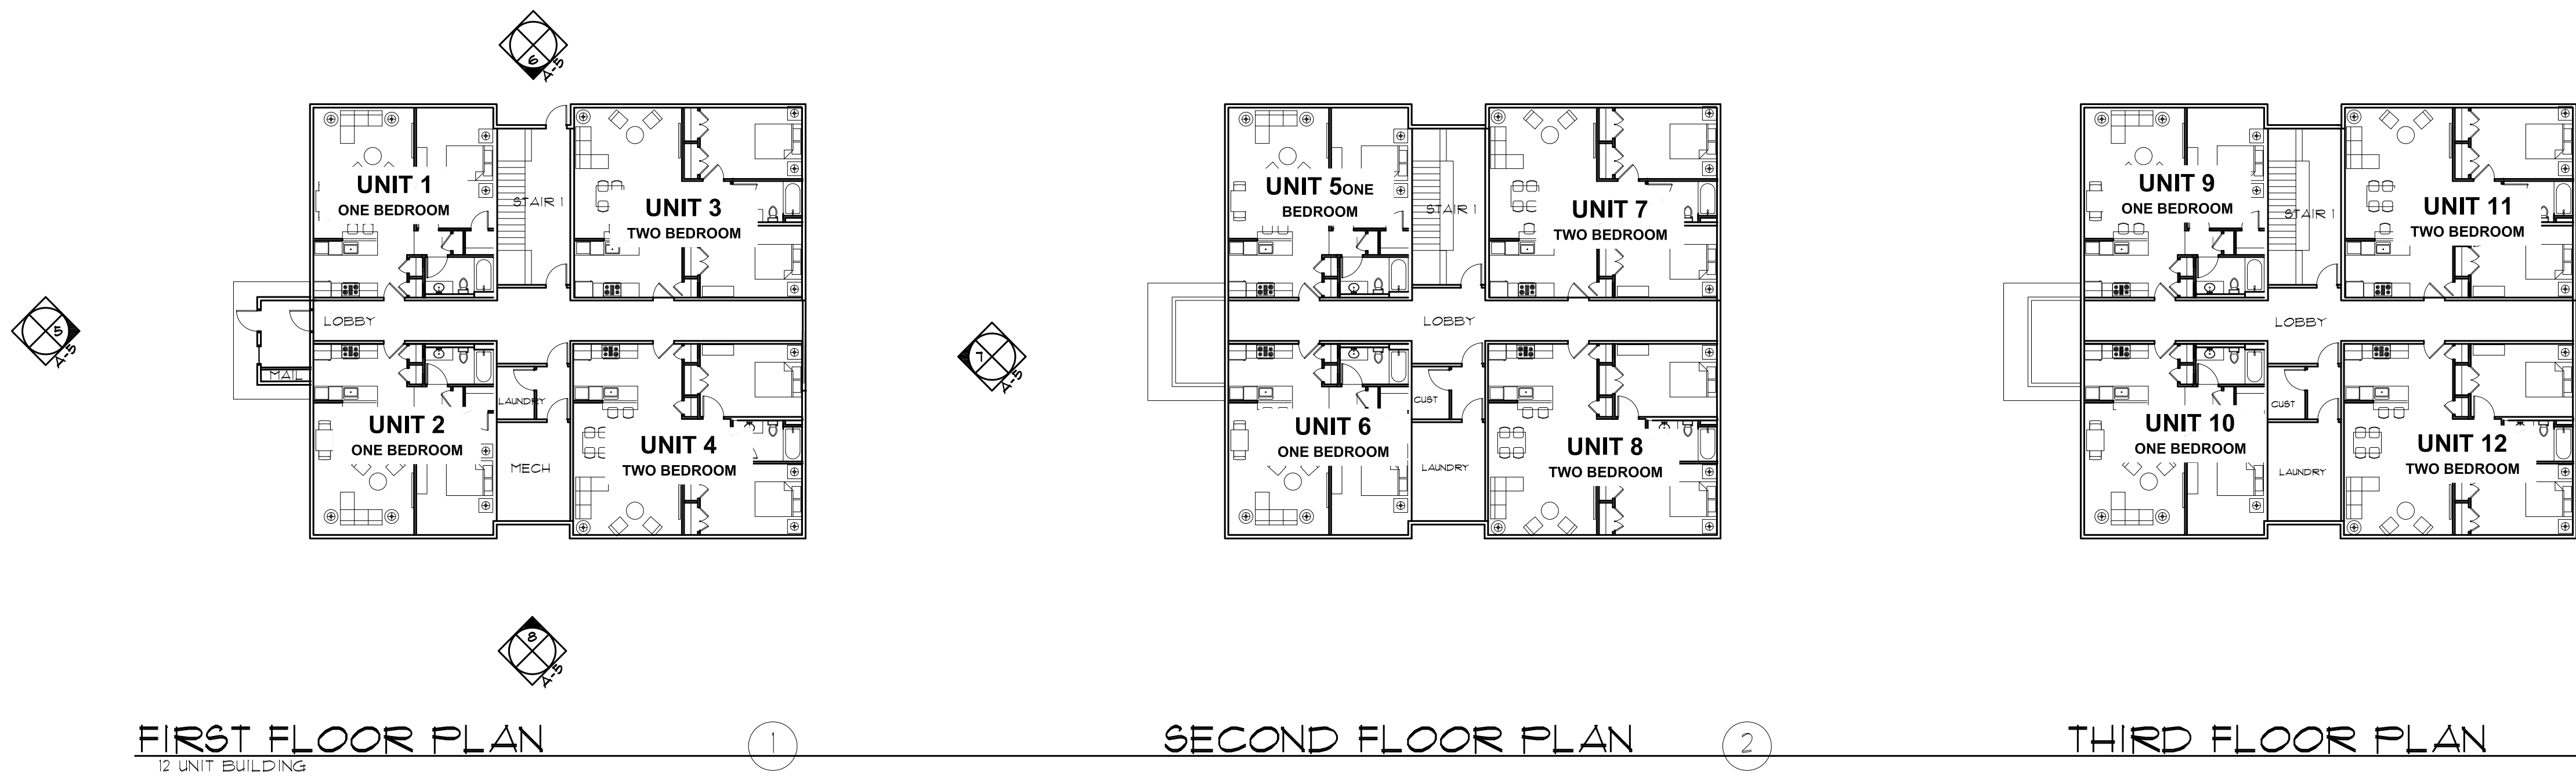 6
A-5
UNIT 1
ONE BEDROOM
STAIR 1
UNIT 3
TWO BEDROOM
LOBBY
5
A-5
MAIL
LAUNDRY
UNIT 2
ONE BEDROOM
UNIT 4
TWO BEDROOM
MECH
7
A-5
8
A-5
FIRST FLOOR PLAN
1
12 UNIT BUILDING
UNIT 5ONE
BEDROOM
STAIR 1
UNIT 7
TWO BEDROOM
LOBBY
CUST
UNIT 6
ONE BEDROOM
LAUNDRY
UNIT 8
TWO BEDROOM
SECOND FLOOR PLAN
2
UNIT 9
ONE BEDROOM
STAIR 1
UNIT 11
TWO BEDROOM
LOBBY
CUST
UNIT 10
ONE BEDROOM
LAUNDRY
UNIT 12
TWO BEDROOM
THIRD FLOOR PLAN